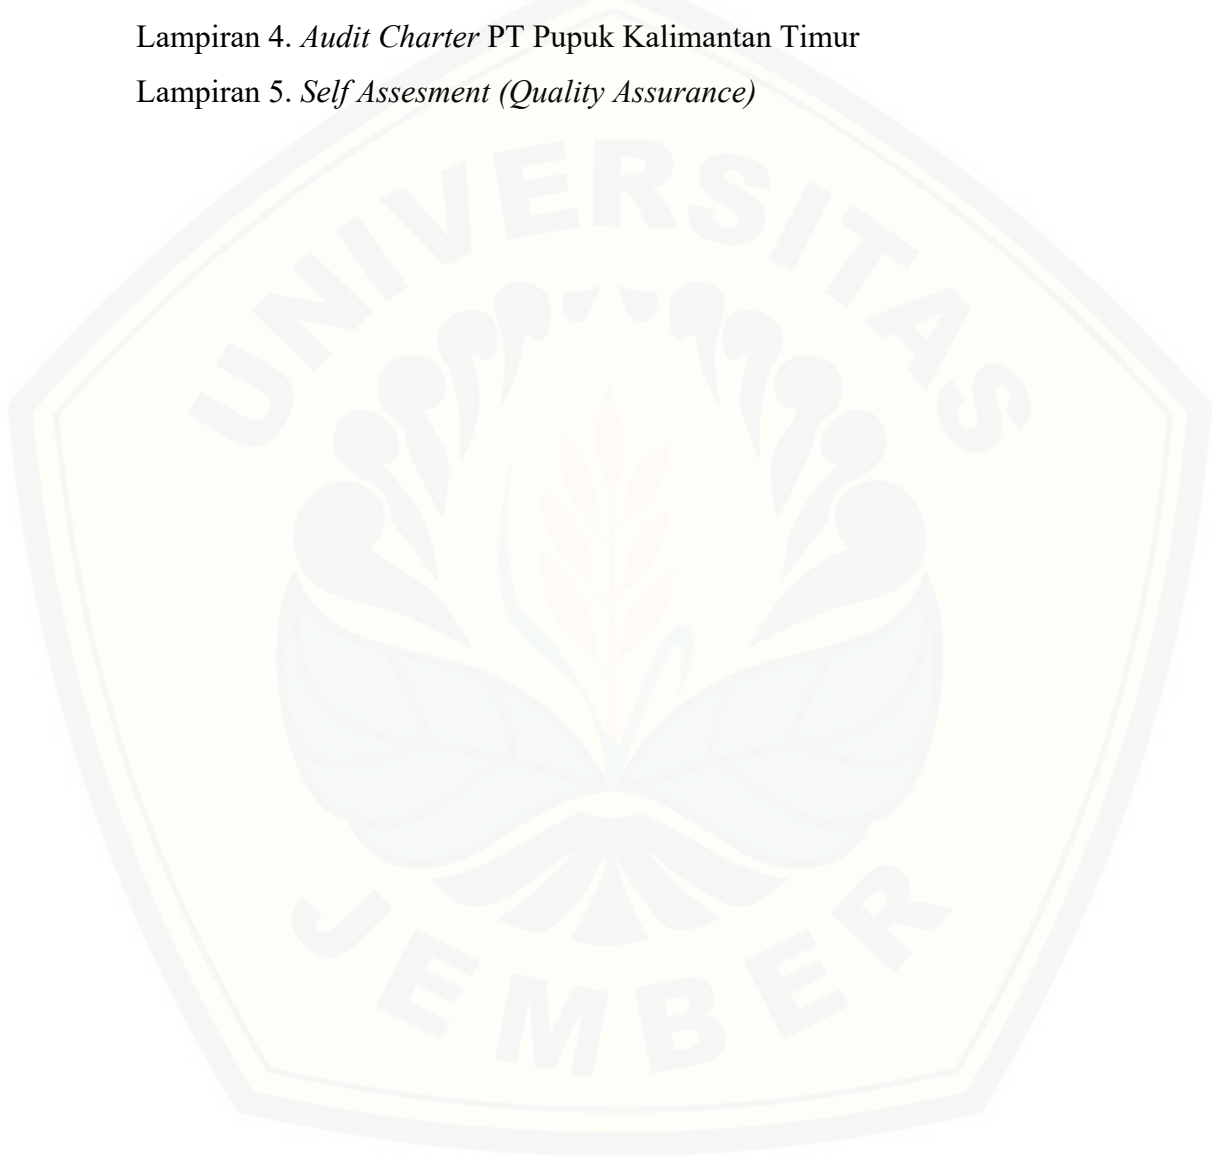 Lampiran 4. Audit Charter PT Pupuk Kalimantan Timur
Lampiran 5. Self Assesment (Quality Assurance)
UNIVERSITAS
JEMBER